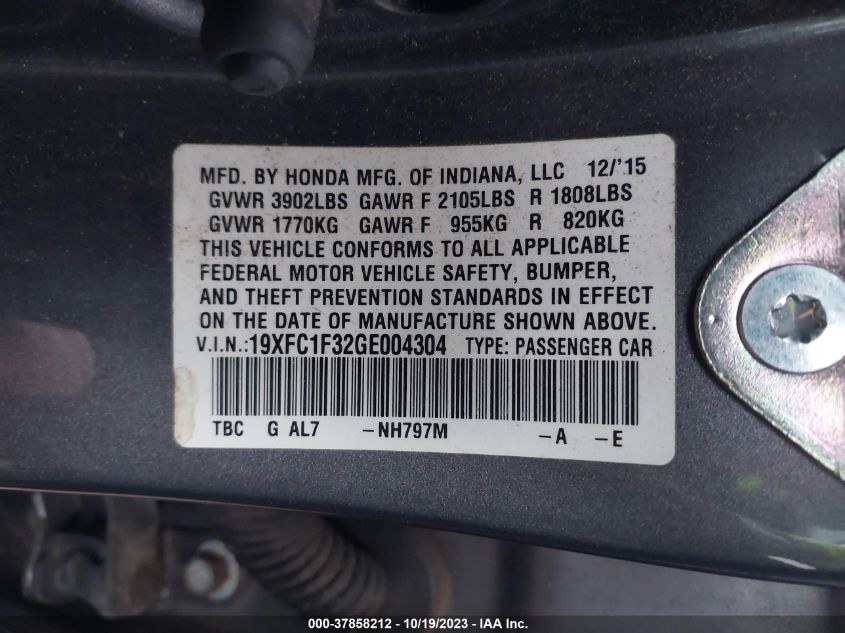 MFD. BY HONDA MFG. OF INDIANA, LLC 12/'15
GVWR 3902LBS GAWR F 2105LBS R 1808LBS
GVWR 1770KG GAWR F 955KG R 820KG
THIS VEHICLE CONFORMS TO ALL APPLICABLE
FEDERAL MOTOR VEHICLE SAFETY, BUMPER,
AND THEFT PREVENTION STANDARDS IN EFFECT
ON THE DATE OF MANUFACTURE SHOWN ABOVE.
V.I.N.:19XFC1F32GE004304 TYPE: PASSENGER CAR
TBC G AL7 -NH797M -A -E
000-37858212 - 10/19/2023 - IAA Inc.